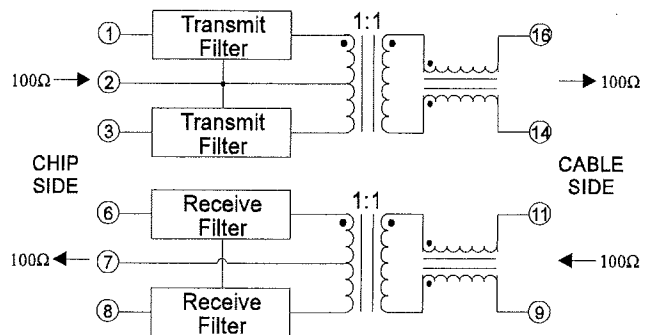 1
Transmit
Filter
1:1
16
100Ω
2
100Ω
3
Transmit
Filter
14
CHIP
SIDE
CABLE
SIDE
6
Receive
Filter
1:1
11
100Ω
7
100Ω
8
Receive
Filter
9